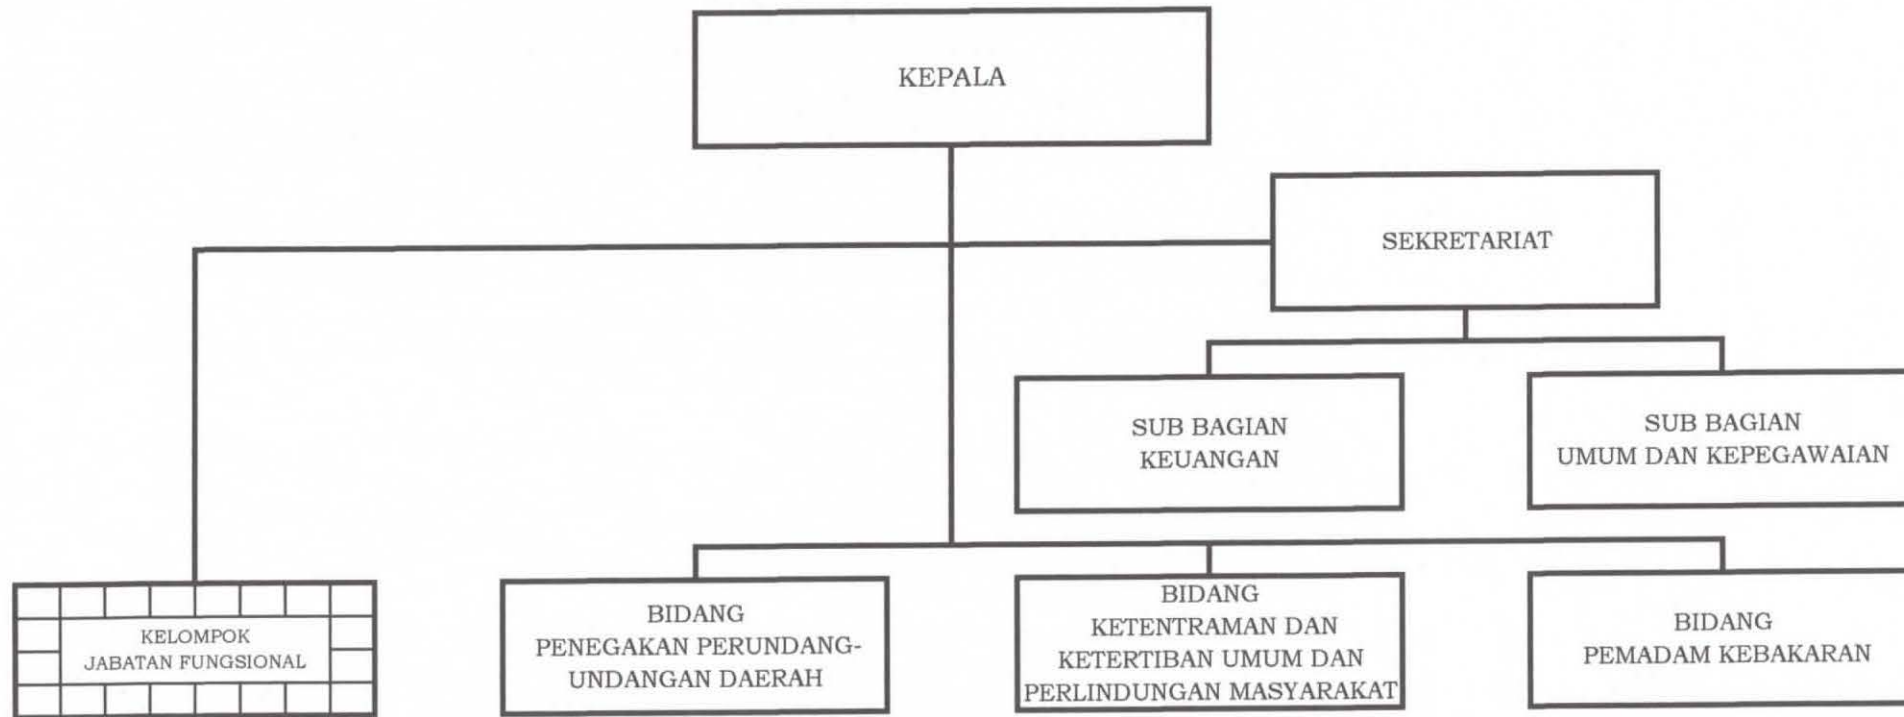 KEPALA
SEKRETARIAT
SUB BAGIAN
KEUANGAN
SUB BAGIAN
UMUM DAN KEPEGAWAIAN
KELOMPOK
JABATAN FUNGSIONAL
BIDANG
PENEGAKAN PERUNDANG-
UNDANGAN DAERAH
BIDANG
KETENTRAMAN DAN
KETERTIBAN UMUM DAN
PERLINDUNGAN MASYARAKAT
BIDANG
PEMADAM KEBAKARAN